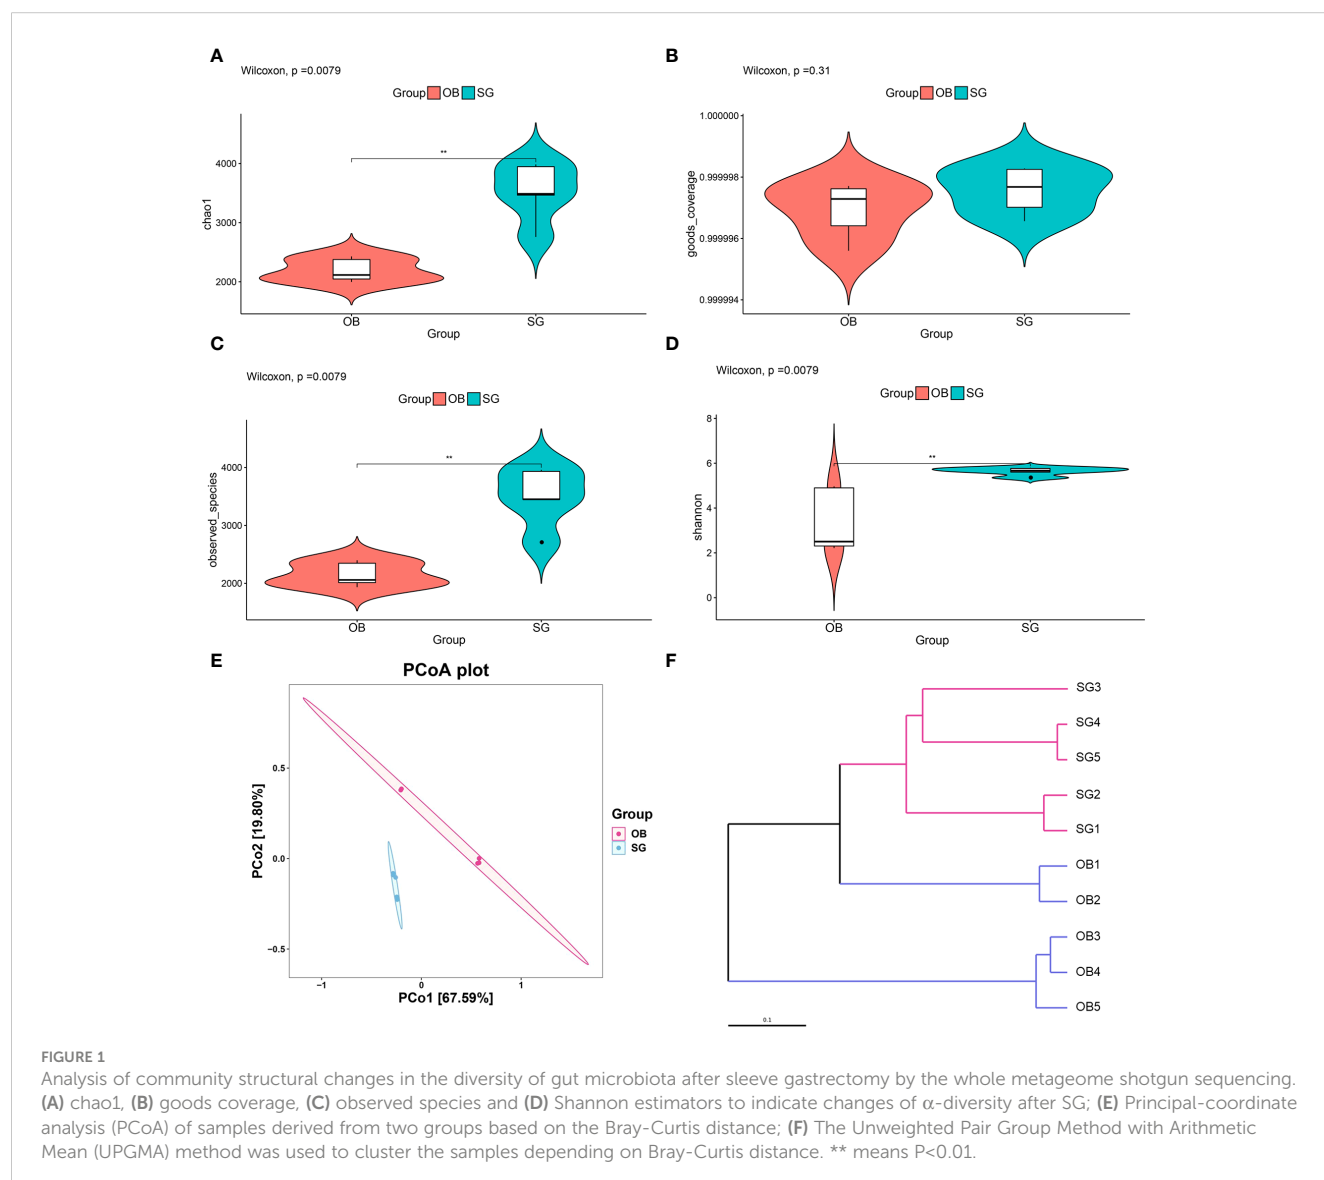 A
Wilcoxon, p =0.0079
Group OB SG
chao1
4000
3000
2000
**
OB SG
Group
B
Wilcoxon, p =0.31
Group OB SG
goods_coverage
1.000000
0.999998
0.999996
0.999994
OB SG
Group
C
Wilcoxon, p =0.0079
Group OB SG
observed_species
4000
3000
2000
**
OB SG
Group
D
Wilcoxon, p =0.0079
Group OB SG
shannon
8
6
4
2
0
**
OB SG
Group
E
PCoA plot
PCo2 [19.80%]
0.5
0.0
−0.5
−1 0 1
PCo1 [67.59%]
Group
OB
SG
F
SG3
SG4
SG5
SG2
SG1
OB1
OB2
OB3
OB4
OB5
0.1
FIGURE 1
Analysis of community structural changes in the diversity of gut microbiota after sleeve gastrectomy by the whole metageome shotgun sequencing.
(A) chao1, (B) goods coverage, (C) observed species and (D) Shannon estimators to indicate changes of α-diversity after SG; (E) Principal-coordinate
analysis (PCoA) of samples derived from two groups based on the Bray-Curtis distance; (F) The Unweighted Pair Group Method with Arithmetic
Mean (UPGMA) method was used to cluster the samples depending on Bray-Curtis distance. ** means P<0.01.